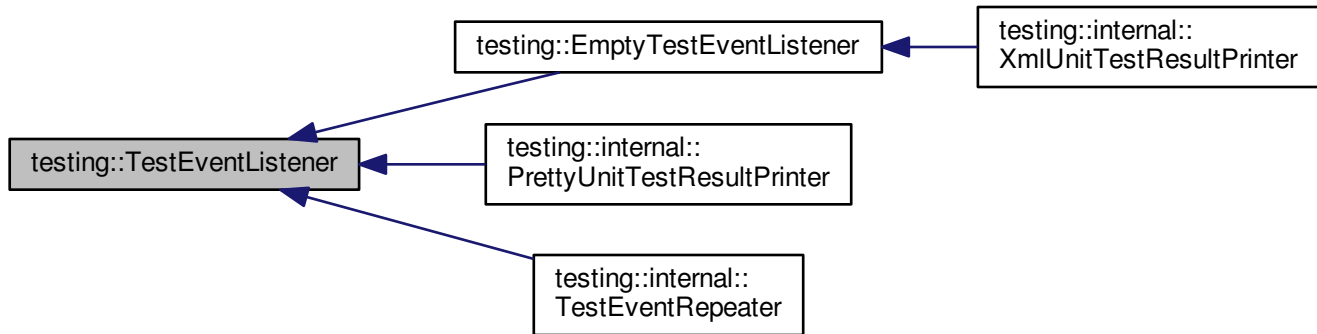 testing::EmptyTestEventListener
testing::internal::
XmlUnitTestResultPrinter
testing::TestEventListener
testing::internal::
PrettyUnitTestResultPrinter
testing::internal::
TestEventRepeater